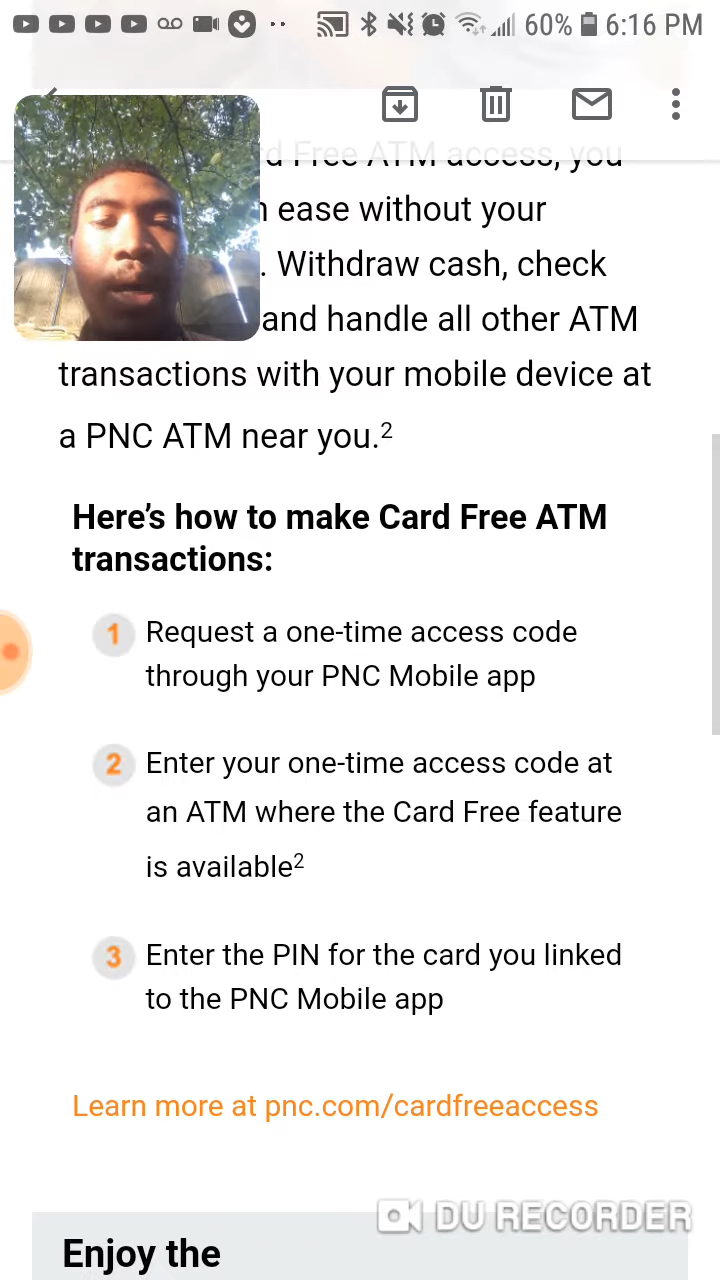 60% 6:16 PM
d Free ATM access, you
ease without your
. Withdraw cash, check
and handle all other ATM
transactions with your mobile device at
a PNC ATM near you.²
Here’s how to make Card Free ATM
transactions:
1 Request a one-time access code
through your PNC Mobile app
2 Enter your one-time access code at
an ATM where the Card Free feature
is available²
3 Enter the PIN for the card you linked
to the PNC Mobile app
Learn more at pnc.com/cardfreeaccess
DU RECORDER
Enjoy the